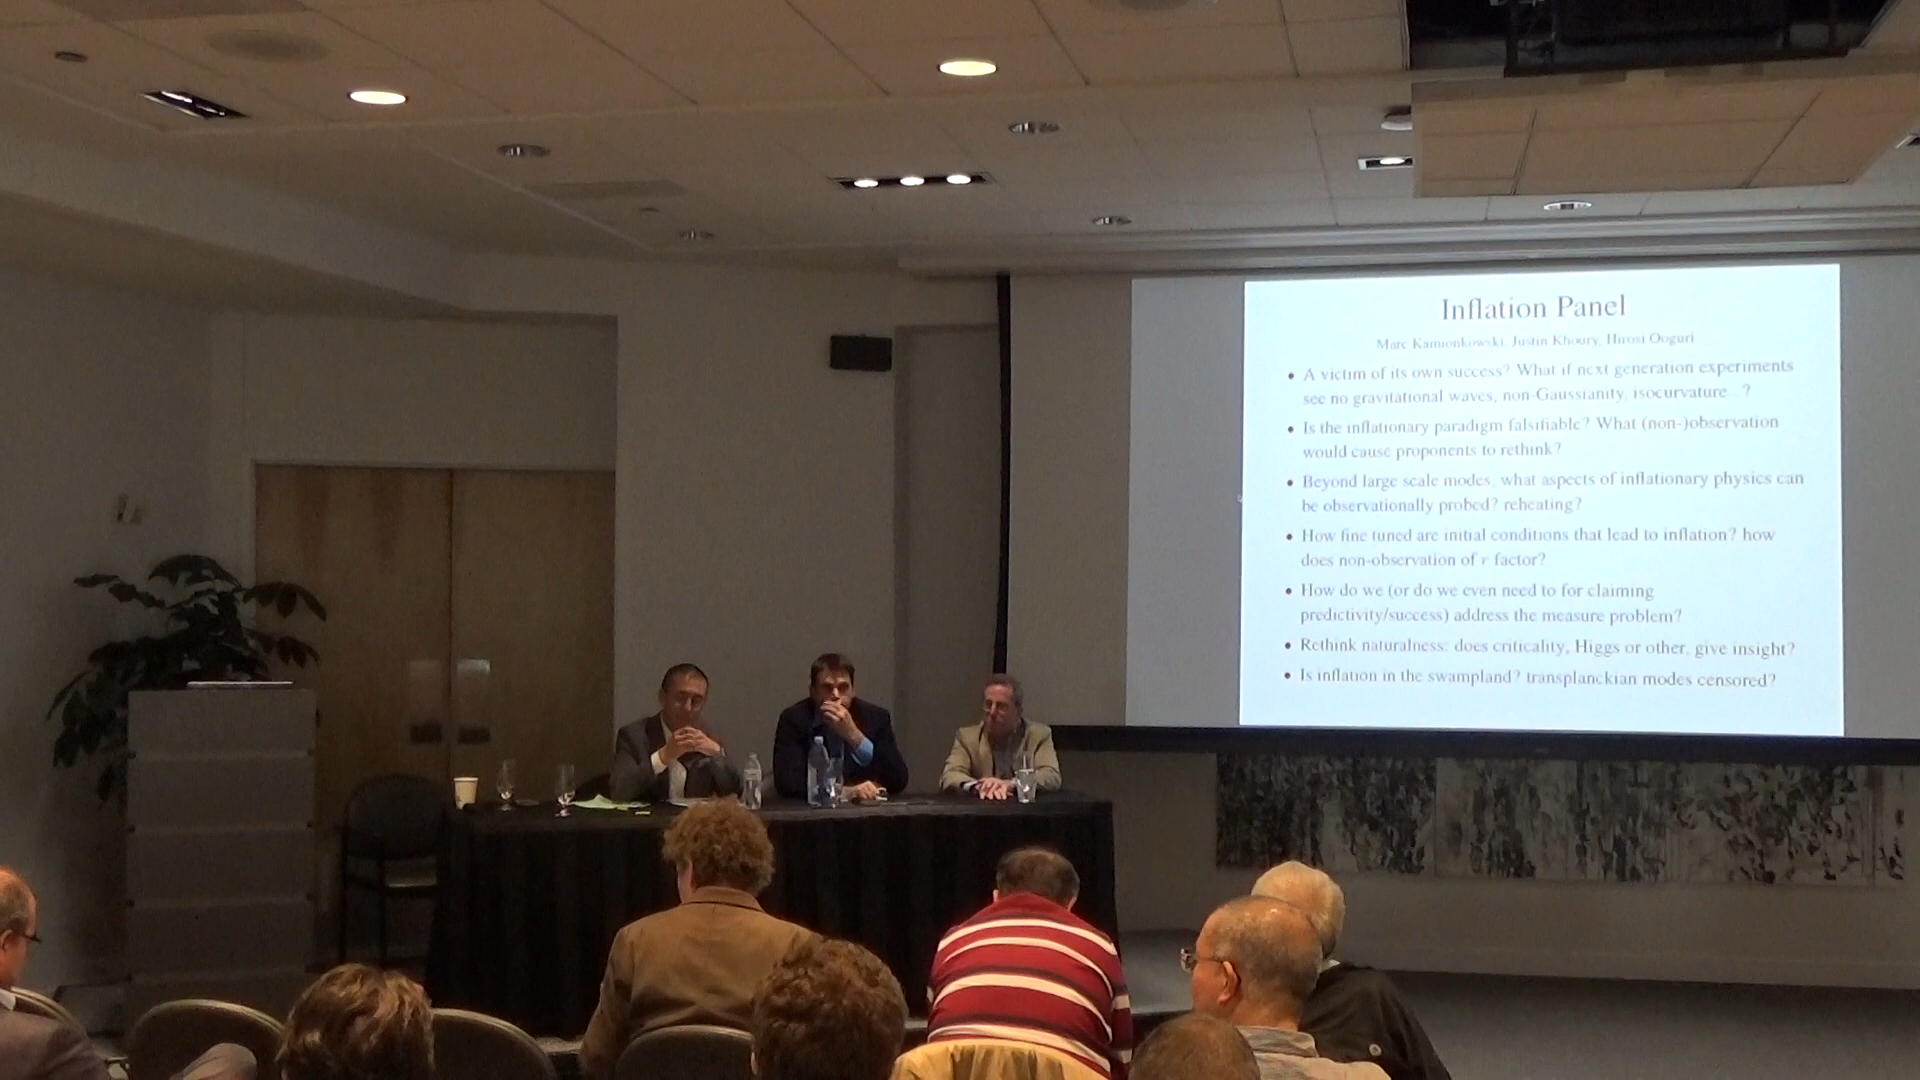 Inflation Panel
Marc Kamionkowski, Justin Khoury, Hirosi Ooguri
• A victim of its own success? What if next generation experiments
see no gravitational waves, non-Gaussianity, isocurvature...?
• Is the inflationary paradigm falsifiable? What (non-)observation
would cause proponents to rethink?
• Beyond large scale modes, what aspects of inflationary physics can
be observationally probed? reheating?
• How fine tuned are initial conditions that lead to inflation? how
does non-observation of r factor?
• How do we (or do we even need to for claiming
predictivity/success) address the measure problem?
• Rethink naturalness: does criticality, Higgs or other, give insight?
• Is inflation in the swampland? transplanckian modes censored?